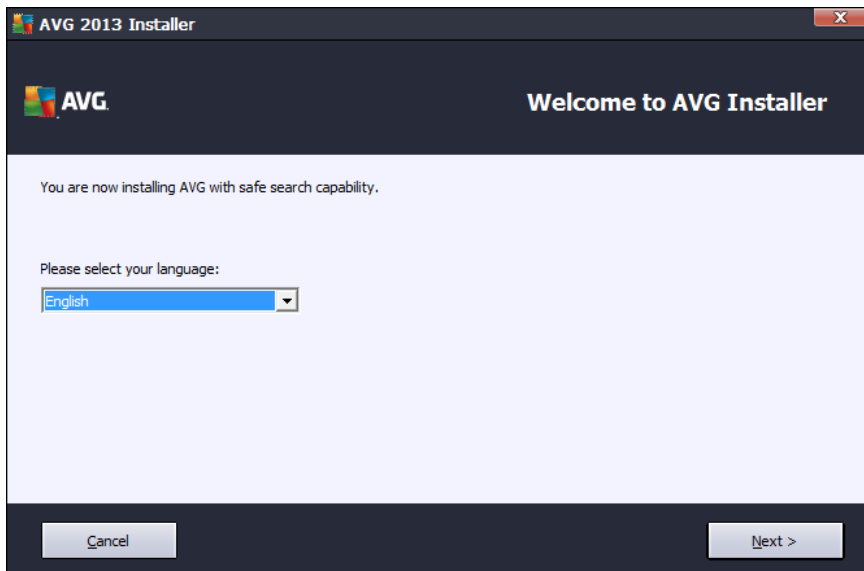 AVG 2013 Installer
AVG.
Welcome to AVG Installer
You are now installing AVG with safe search capability.
Please select your language:
English
Cancel
Next >